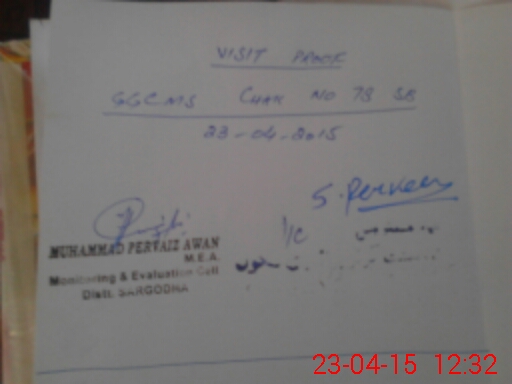 VISIT PROOF
GGCMS CHAK NO 78 SB
23-04-2015
S. Perveen
I/C
MUHAMMAD PERVAIZ AWAN
M.E.A.
Monitoring & Evaluation Cell
Distt. SARGODHA
23-04-15 12:32